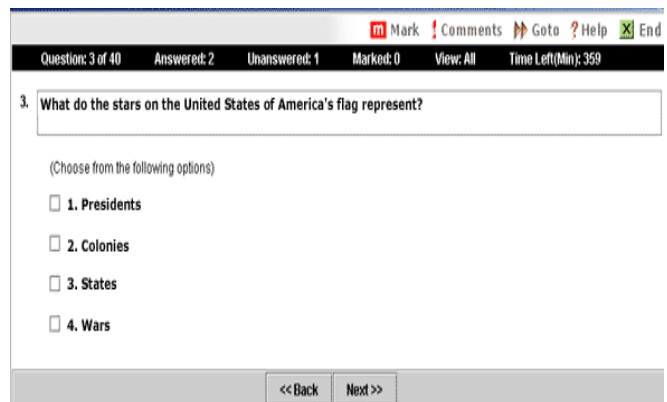 m Mark ! Comments Goto ? Help X End
Question: 3 of 40 Answered: 2 Unanswered: 1 Marked: 0 View: All Time Left(Min): 359
3. What do the stars on the United States of America's flag represent?
(Choose from the following options)
1. Presidents
2. Colonies
3. States
4. Wars
<< Back Next >>